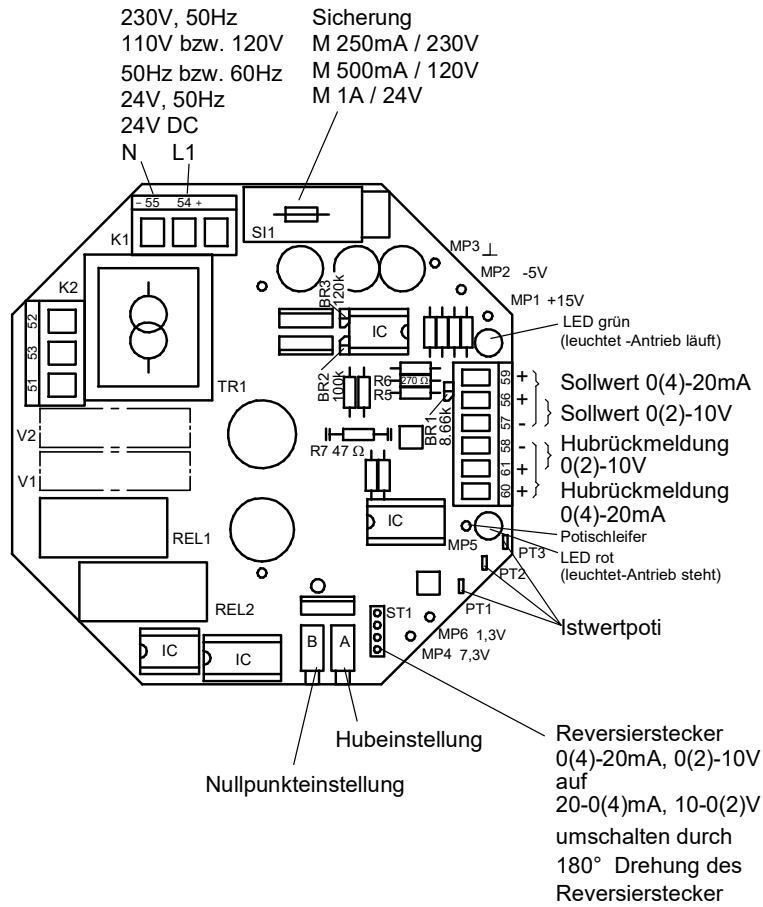 230V, 50Hz
110V bzw. 120V
50Hz bzw. 60Hz
24V, 50Hz
24V DC
N L1
Sicherung
M 250mA / 230V
M 500mA / 120V
M 1A / 24V
- 55 54 +
K1
SI1
MP3 ⊥
MP2 -5V
MP1 +15V
K2
52
53
51
TR1
BR3
120k
IC
BR2
100k
R6
270 Ω
R5
BR1
8.66k
R7 47 Ω
LED grün
(leuchtet -Antrieb läuft)
59 +
56 +
57 -
58 -
61 +
60 +
Sollwert 0(4)-20mA
Sollwert 0(2)-10V
Hubrückmeldung
0(2)-10V
Hubrückmeldung
0(4)-20mA
V2
V1
REL1
REL2
IC
MP5
Potischleifer
LED rot
(leuchtet-Antrieb steht)
PT3
PT2
PT1
Istwertpoti
ST1
MP6 1,3V
MP4 7,3V
IC
IC
B
A
Hubeinstellung
Nullpunkteinstellung
Reversierstecker
0(4)-20mA, 0(2)-10V
auf
20-0(4)mA, 10-0(2)V
umschalten durch
180° Drehung des
Reversierstecker